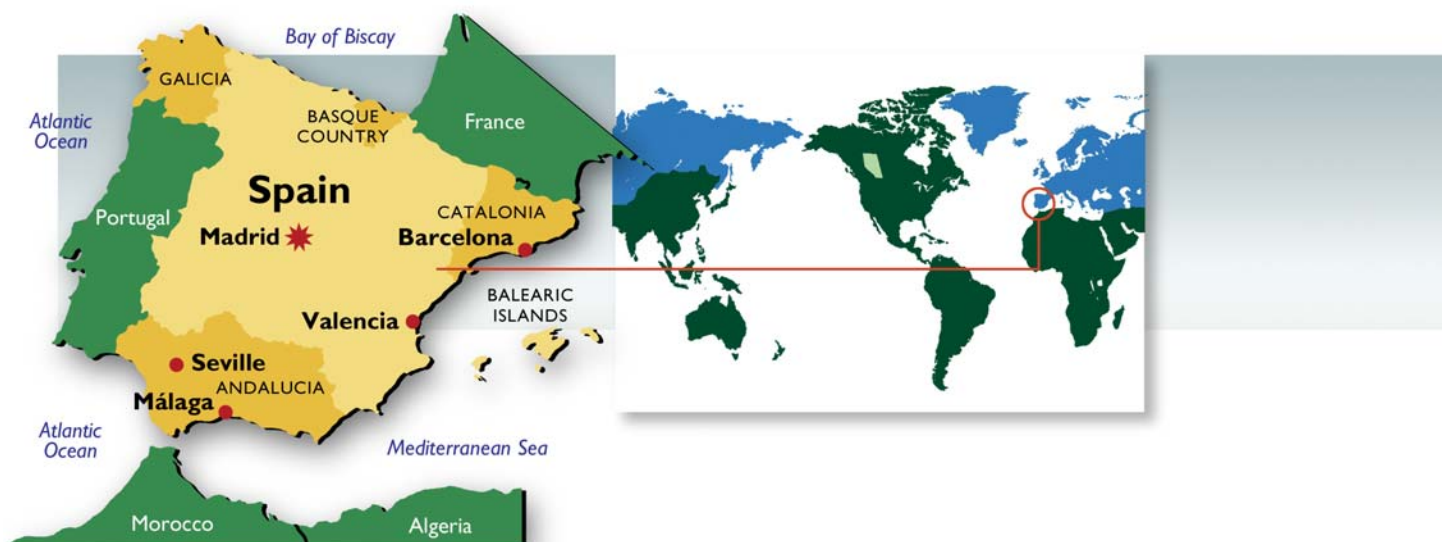 Bay of Biscay
GALICIA
Atlantic
Ocean
BASQUE
COUNTRY
France
Spain
Portugal
CATALONIA
Madrid
Barcelona
BALEARIC
ISLANDS
Valencia
Seville
ANDALUCIA
Málaga
Atlantic
Ocean
Mediterranean Sea
Morocco
Algeria